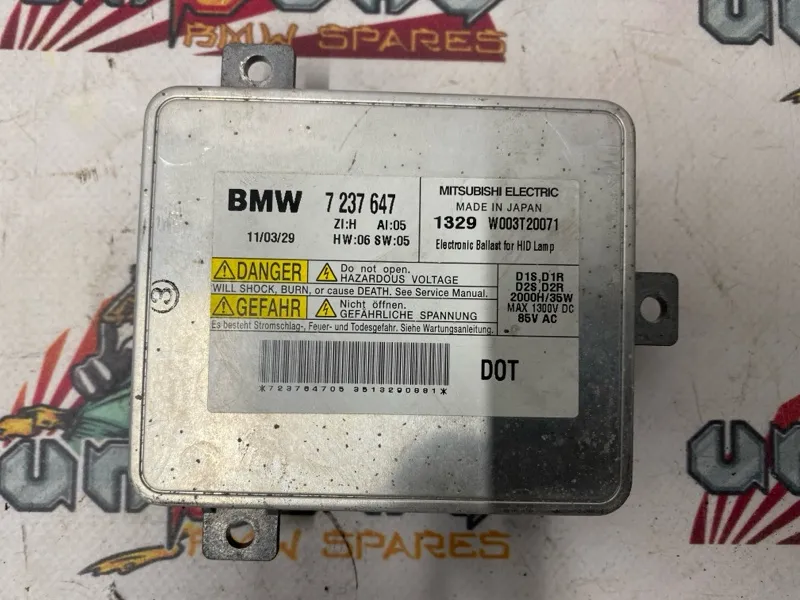 BMW SPARES
BMW 7 237 647
ZI:H AI:05
11/03/29 HW:06 SW:05
MITSUBISHI ELECTRIC
MADE IN JAPAN
1329 W003T20071
Electronic Ballast for HID Lamp
DANGER Do not open.
HAZARDOUS VOLTAGE
WILL SHOCK, BURN, or cause DEATH. See Service Manual.
GEFAHR Nicht öffnen.
GEFÄHRLICHE SPANNUNG
Es besteht Stromschlag-, Feuer- und Todesgefahr. Siehe Wartungsanleitung.
D1S,D1R
D2S,D2R
2000H/35W
MAX 1300V DC
85V AC
3
*723764705 3513290881*
DOT
BMW SPARES